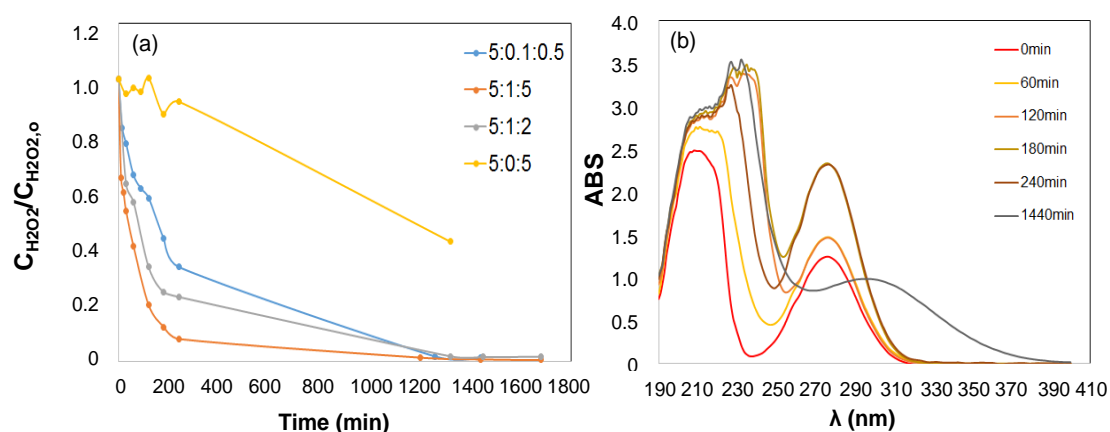 (a)
1.2
1.0
0.8
0.6
0.4
0.2
0
C_H2O2/C_H2O2,o
5:0.1:0.5
5:1:5
5:1:2
5:0:5
0 200 400 600 800 1000 1200 1400 1600 1800
Time (min)
(b)
4.0
3.5
3.0
2.5
2.0
1.5
1.0
0.5
0
ABS
0min
60min
120min
180min
240min
1440min
190 210 230 250 270 290 310 330 350 370 390 410
λ (nm)